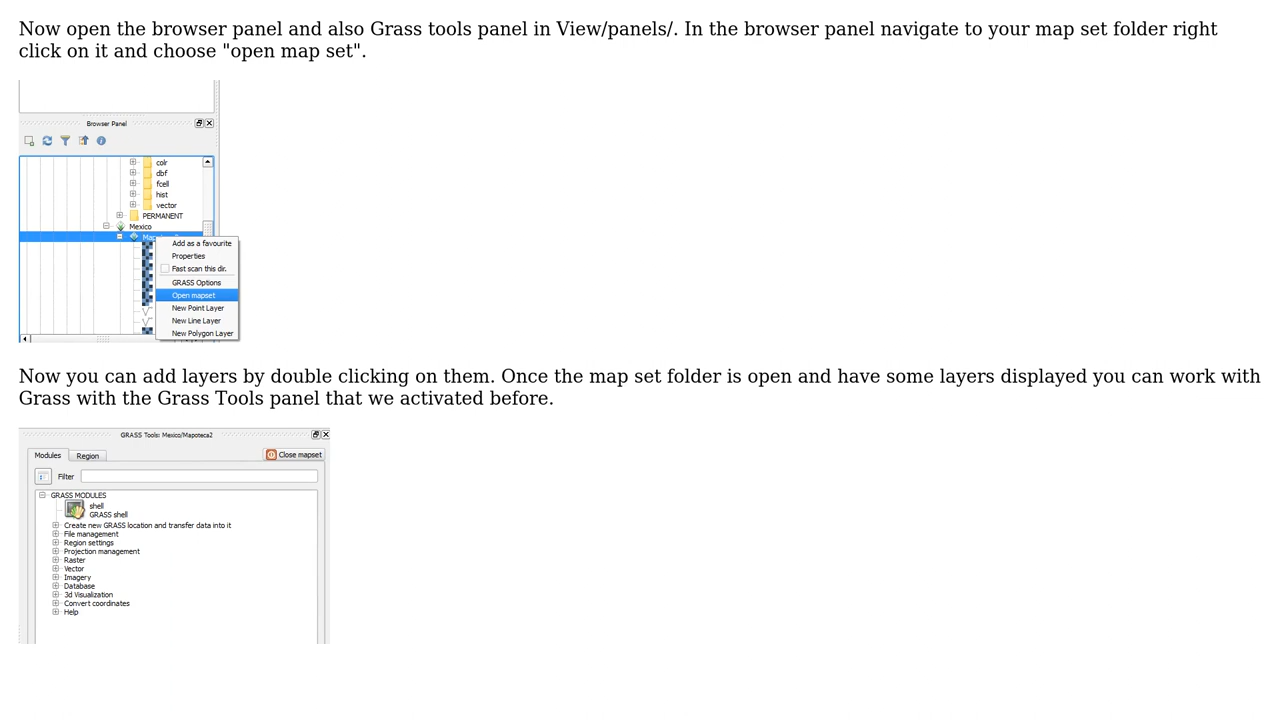 Now open the browser panel and also Grass tools panel in View/panels/. In the browser panel navigate to your map set folder right
click on it and choose "open map set".
Browser Panel
colr
dbf
fcell
hist
vector
PERMANENT
Mexico
Add as a favourite
Properties
Fast scan this dir.
GRASS Options
Open mapset
New Point Layer
New Line Layer
New Polygon Layer
Now you can add layers by double clicking on them. Once the map set folder is open and have some layers displayed you can work with
Grass with the Grass Tools panel that we activated before.
GRASS Tools: Mexico/Mapoteca2
Modules Region Close mapset
Filter
GRASS MODULES
shell
GRASS shell
Create new GRASS location and transfer data into it
File management
Region settings
Projection management
Raster
Vector
Imagery
Database
3d Visualization
Convert coordinates
Help